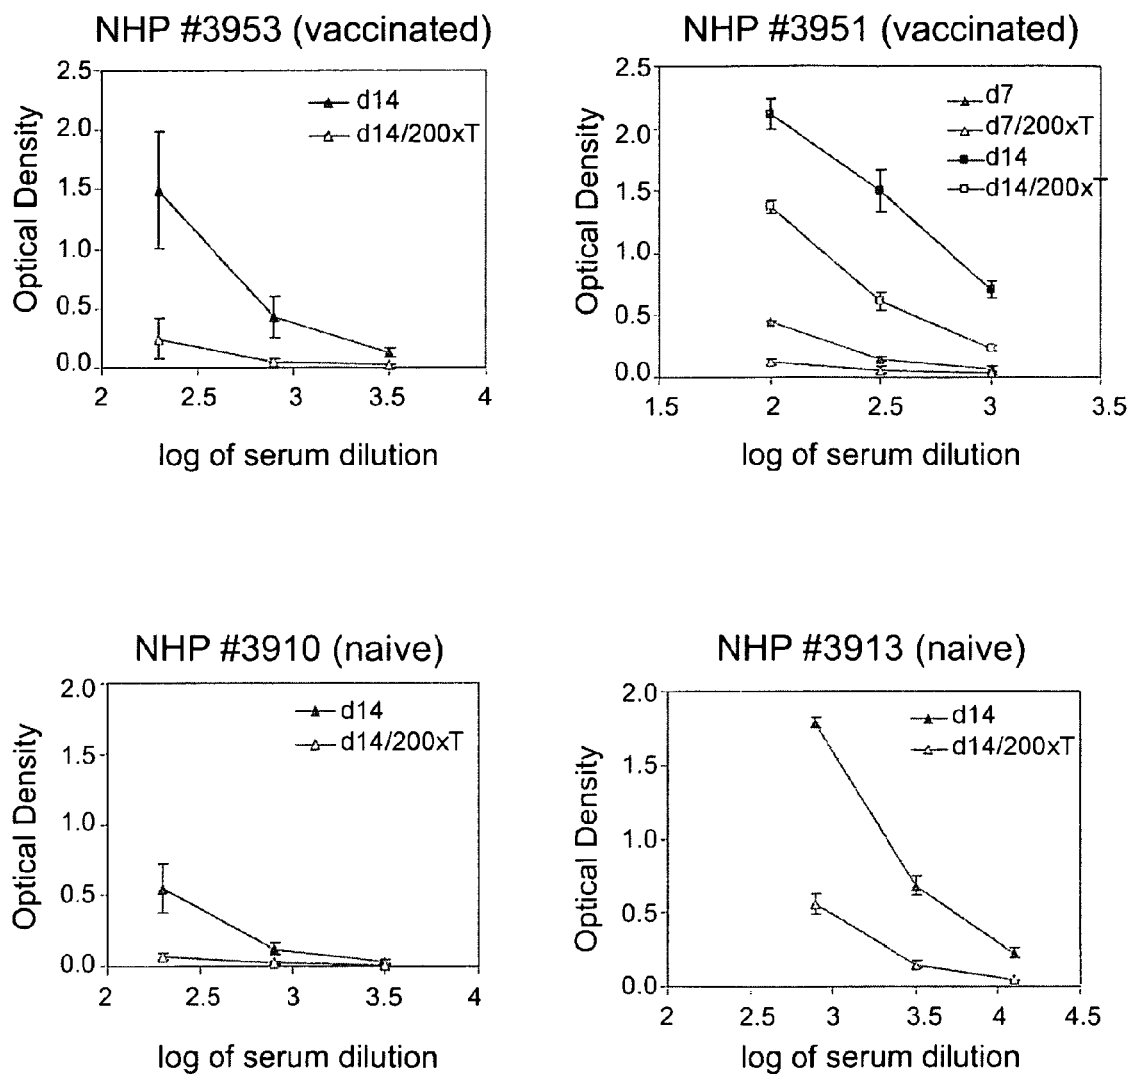 NHP #3953 (vaccinated)
Optical Density
2.5
2.0
1.5
1.0
0.5
0.0
d14
d14/200xT
2
2.5
3
3.5
4
log of serum dilution
NHP #3951 (vaccinated)
Optical Density
2.5
2.0
1.5
1.0
0.5
0.0
d7
d7/200xT
d14
d14/200xT
1.5
2
2.5
3
3.5
log of serum dilution
NHP #3910 (naive)
Optical Density
2.0
1.5
1.0
0.5
0.0
d14
d14/200xT
2
2.5
3
3.5
4
log of serum dilution
NHP #3913 (naive)
Optical Density
2.0
1.5
1.0
0.5
0.0
d14
d14/200xT
2
2.5
3
3.5
4
4.5
log of serum dilution